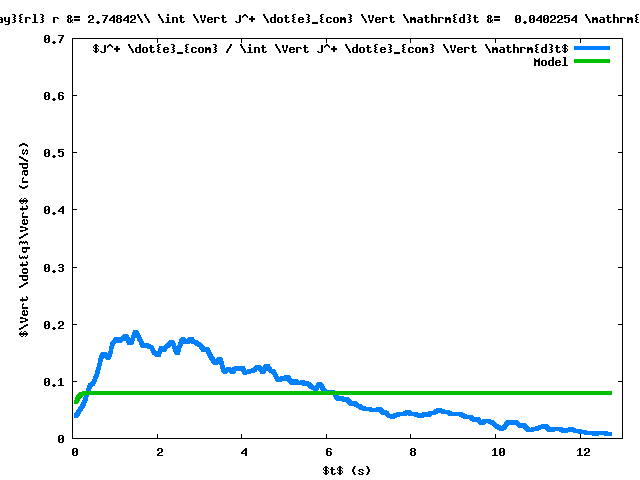 ay}{rl} r &= 2.74842\\ \int \Vert J^+ \dot{e}_{com} \Vert \mathrm{d}t &=  0.0402254 \mathrm{
$J^+ \dot{e}_{com} / \int \Vert J^+ \dot{e}_{com} \Vert \mathrm{d}t$
Model
0.7
0.6
0.5
0.4
0.3
0.2
0.1
0
$\Vert \dot{q}\Vert$ (rad/s)
0 2 4 6 8 10 12
$t$ (s)